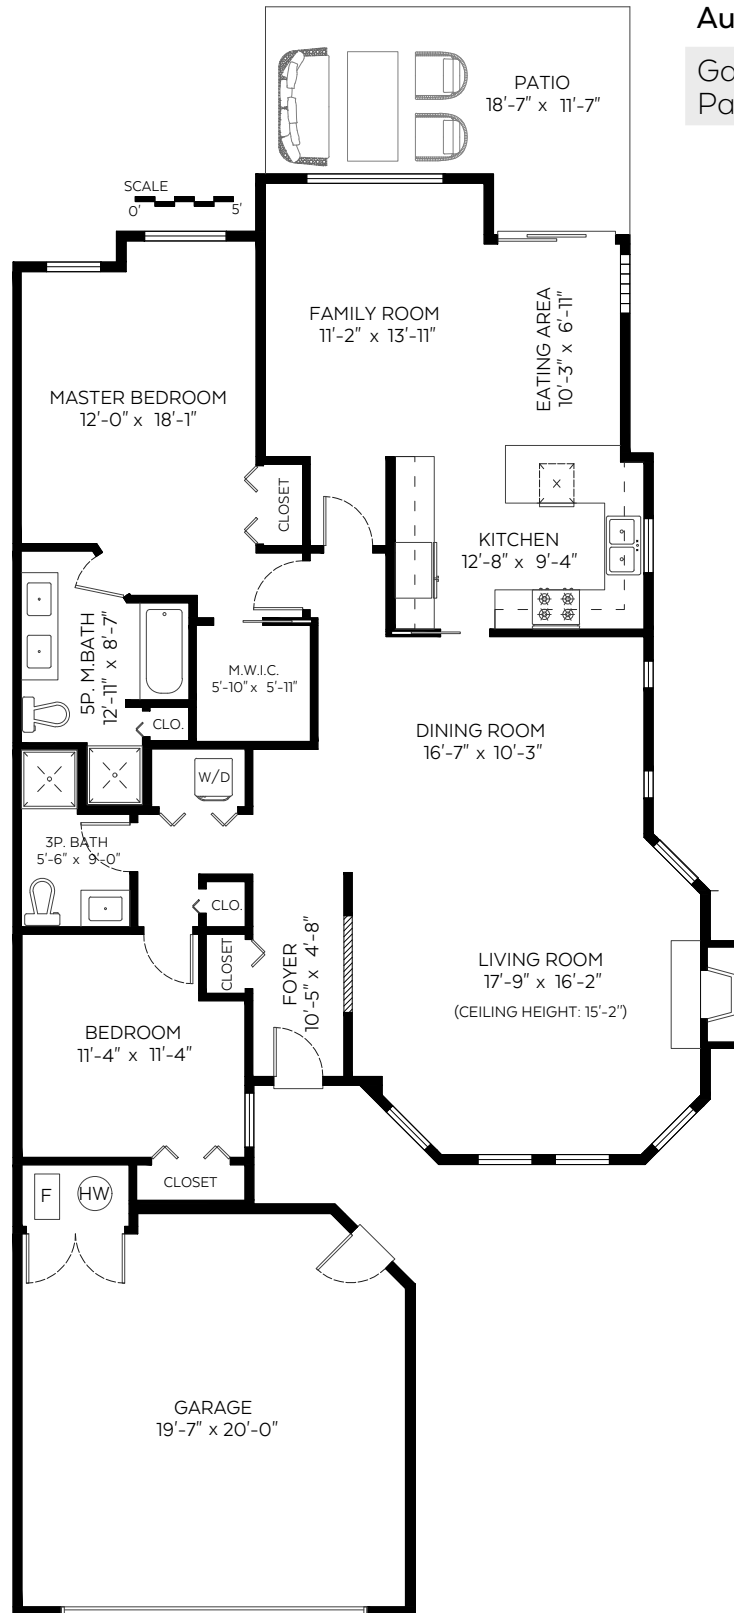 Au
Ga
Pa
PATIO
18'-7" x 11'-7"
SCALE
0' 5'
FAMILY ROOM
11'-2" x 13'-11"
EATING AREA
10'-3" x 6'-11"
MASTER BEDROOM
12'-0" x 18'-1"
CLOSET
KITCHEN
12'-8" x 9'-4"
5P. M.BATH
12'-11" x 8'-7"
M.W.I.C.
5'-10" x 5'-11"
CLO.
DINING ROOM
16'-7" x 10'-3"
W/D
3P. BATH
5'-6" x 9'-0"
CLO.
CLOSET
FOYER
10'-5" x 4'-8"
LIVING ROOM
17'-9" x 16'-2"
(CEILING HEIGHT: 15'-2")
BEDROOM
11'-4" x 11'-4"
CLOSET
F
HW
GARAGE
19'-7" x 20'-0"